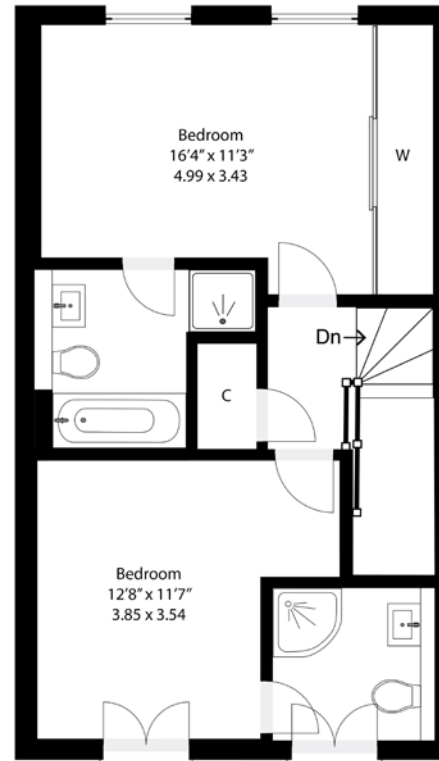 Bedroom
16'4" x 11'3"
4.99 x 3.43
W
Dn
C
Bedroom
12'8" x 11'7"
3.85 x 3.54